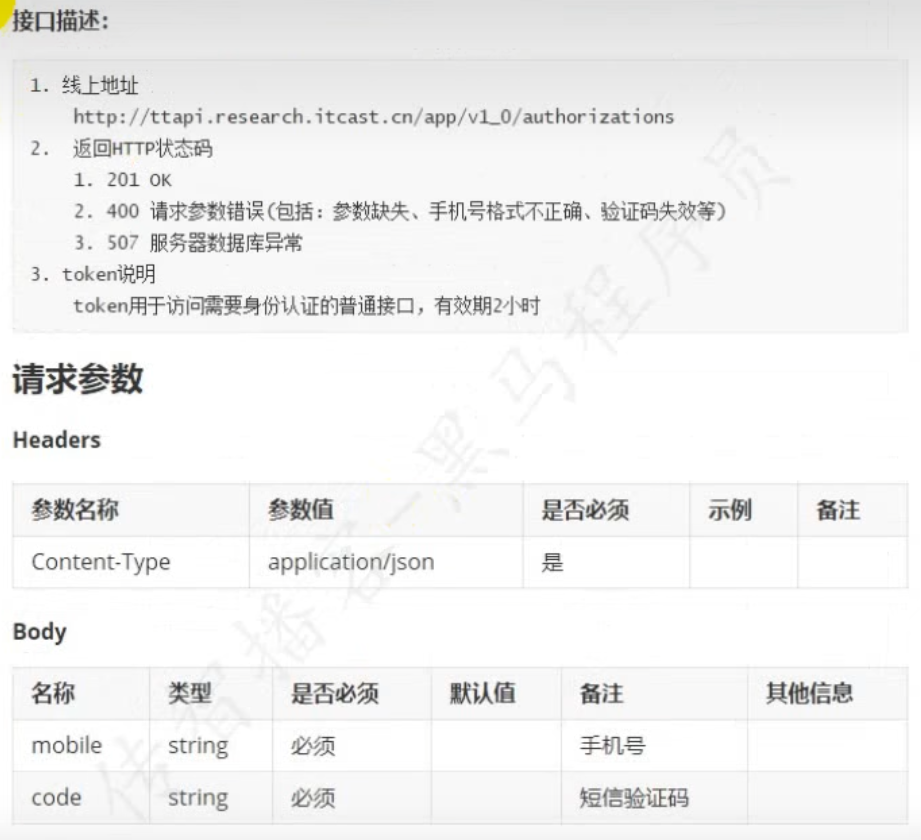 接口描述:
1. 线上地址
http://ttapi.research.itcast.cn/app/v1_0/authorizations
2. 返回HTTP状态码
1. 201 OK
2. 400 请求参数错误(包括: 参数缺失、手机号格式不正确、验证码失效等)
3. 507 服务器数据库异常
3. token说明
token用于访问需要身份认证的普通接口，有效期2小时
请求参数
Headers
参数名称 参数值 是否必须 示例 备注
Content-Type application/json 是
Body
名称 类型 是否必须 默认值 备注 其他信息
mobile string 必须 手机号
code string 必须 短信验证码
传智播客-黑马程序员